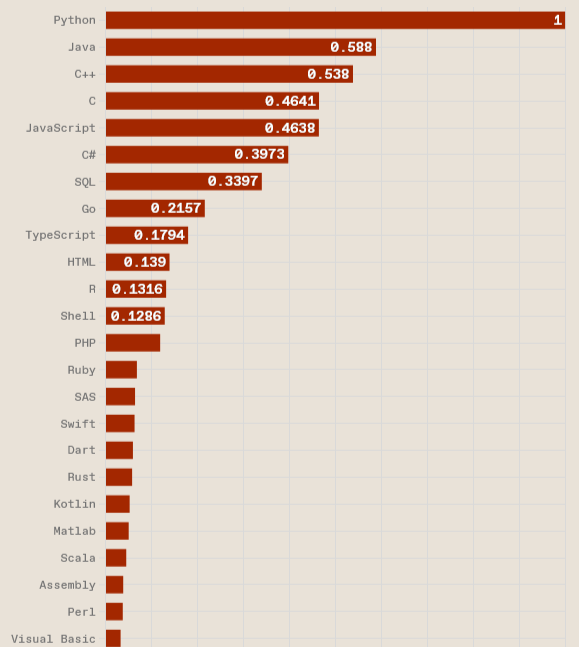 Python 1
Java 0.588
C++ 0.538
C 0.4641
JavaScript 0.4638
C# 0.3973
SQL 0.3397
Go 0.2157
TypeScript 0.1794
HTML 0.139
R 0.1316
Shell 0.1286
PHP
Ruby
SAS
Swift
Dart
Rust
Kotlin
Matlab
Scala
Assembly
Perl
Visual Basic